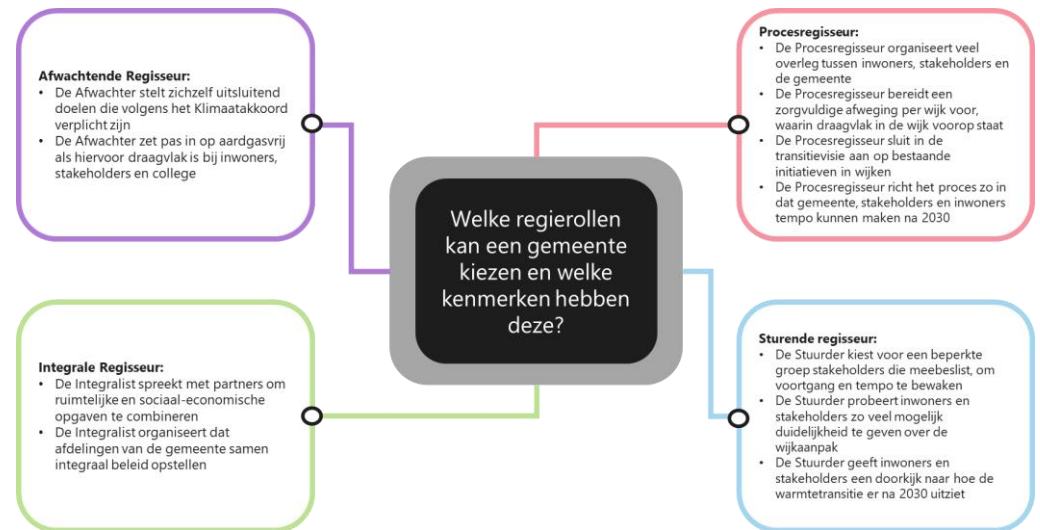 Afwachtende Regisseur:
• De Afwachter stelt zichzelf uitsluitend
doelen die volgens het Klimaatakkoord
verplicht zijn
• De Afwachter zet pas in op aardgasvrij
als hiervoor draagvlak is bij inwoners,
stakeholders en college
Procesregisseur:
• De Procesregisseur organiseert veel
overleg tussen inwoners, stakeholders en
de gemeente
• De Procesregisseur bereidt een
zorgvuldige afweging per wijk voor,
waarin draagvlak in de wijk voorop staat
• De Procesregisseur sluit in de
transitievisie aan op bestaande
initiatieven in wijken
• De Procesregisseur richt het proces zo in
dat gemeente, stakeholders en inwoners
tempo kunnen maken na 2030
Welke regierollen
kan een gemeente
kiezen en welke
kenmerken hebben
deze?
Integrale Regisseur:
• De Integralist spreekt met partners om
ruimtelijke en sociaal-economische
opgaven te combineren
• De Integralist organiseert dat
afdelingen van de gemeente samen
integraal beleid opstellen
Sturende regisseur:
• De Stuurder kiest voor een beperkte
groep stakeholders die meebeslist, om
voortgang en tempo te bewaken
• De Stuurder probeert inwoners en
stakeholders zo veel mogelijk
duidelijkheid te geven over de
wijkaanpak
• De Stuurder geeft inwoners en
stakeholders een doorkijk naar hoe de
warmtetransitie er na 2030 uitziet